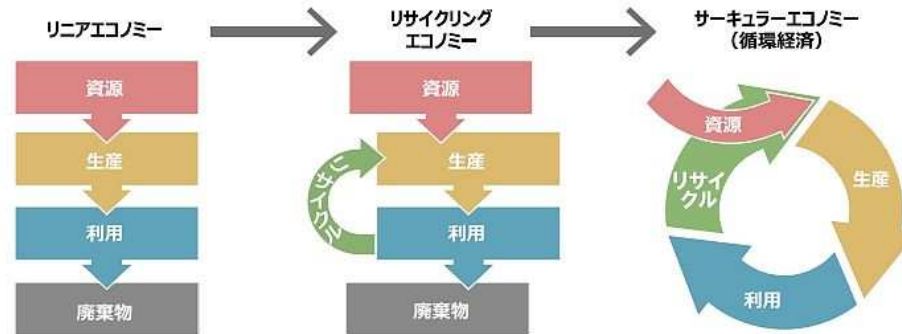 リニアエコノミー
資源
生産
利用
廃棄物
リサイクリング
エコノミー
資源
生産
リサイクル
利用
廃棄物
サーキュラーエコノミー
(循環経済)
資源
リサイ
クル
生産
利用